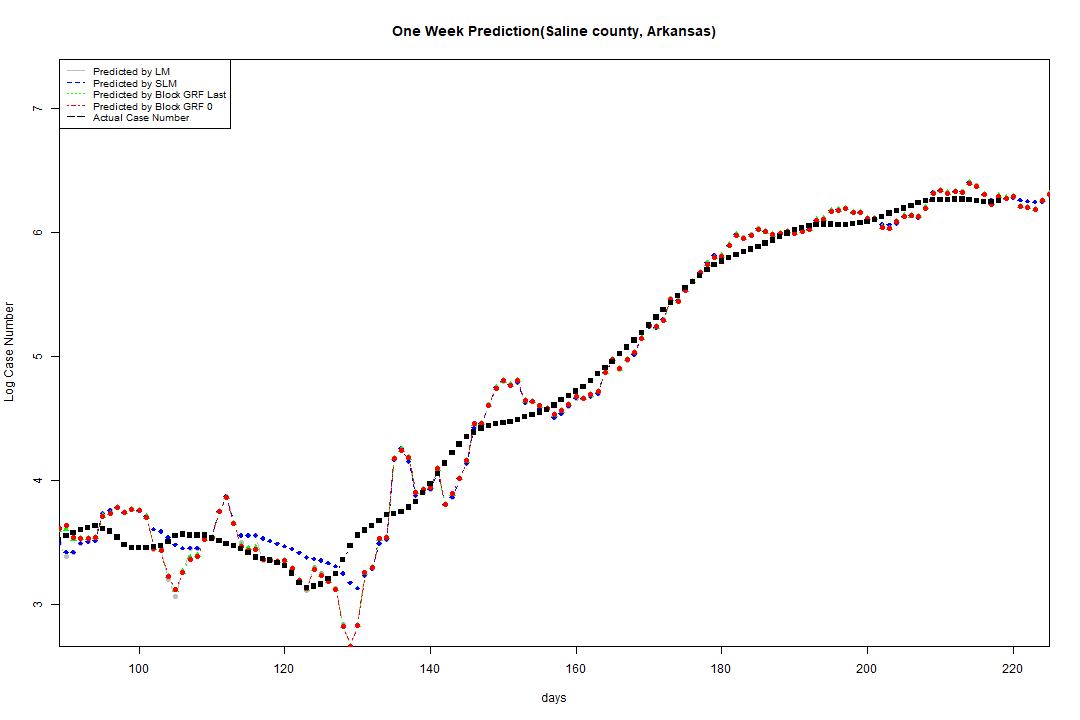 One Week Prediction(Saline county, Arkansas)
Predicted by LM
Predicted by SLM
Predicted by Block GRF Last
Predicted by Block GRF 0
Actual Case Number
7
6
5
4
3
Log Case Number
100 120 140 160 180 200 220
days